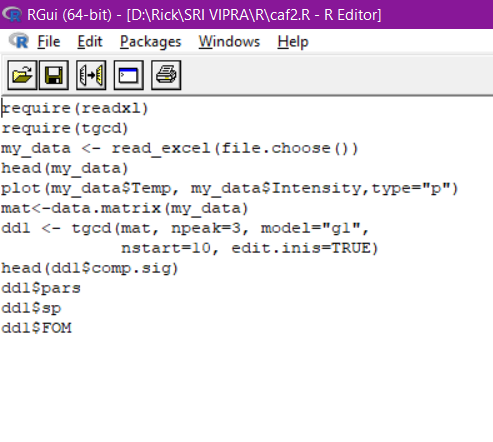 RGui (64-bit) - [D:\Rick\SRI VIPRA\R\caf2.R - R Editor]
File Edit Packages Windows Help
require(readxl)
require(tgcd)
my_data <- read_excel(file.choose())
head(my_data)
plot(my_data$Temp, my_data$Intensity,type="p")
mat<-data.matrix(my_data)
dd1 <- tgcd(mat, npeak=3, model="g1",
nstart=10, edit.inis=TRUE)
head(dd1$comp.sig)
dd1$pars
dd1$sp
dd1$FOM